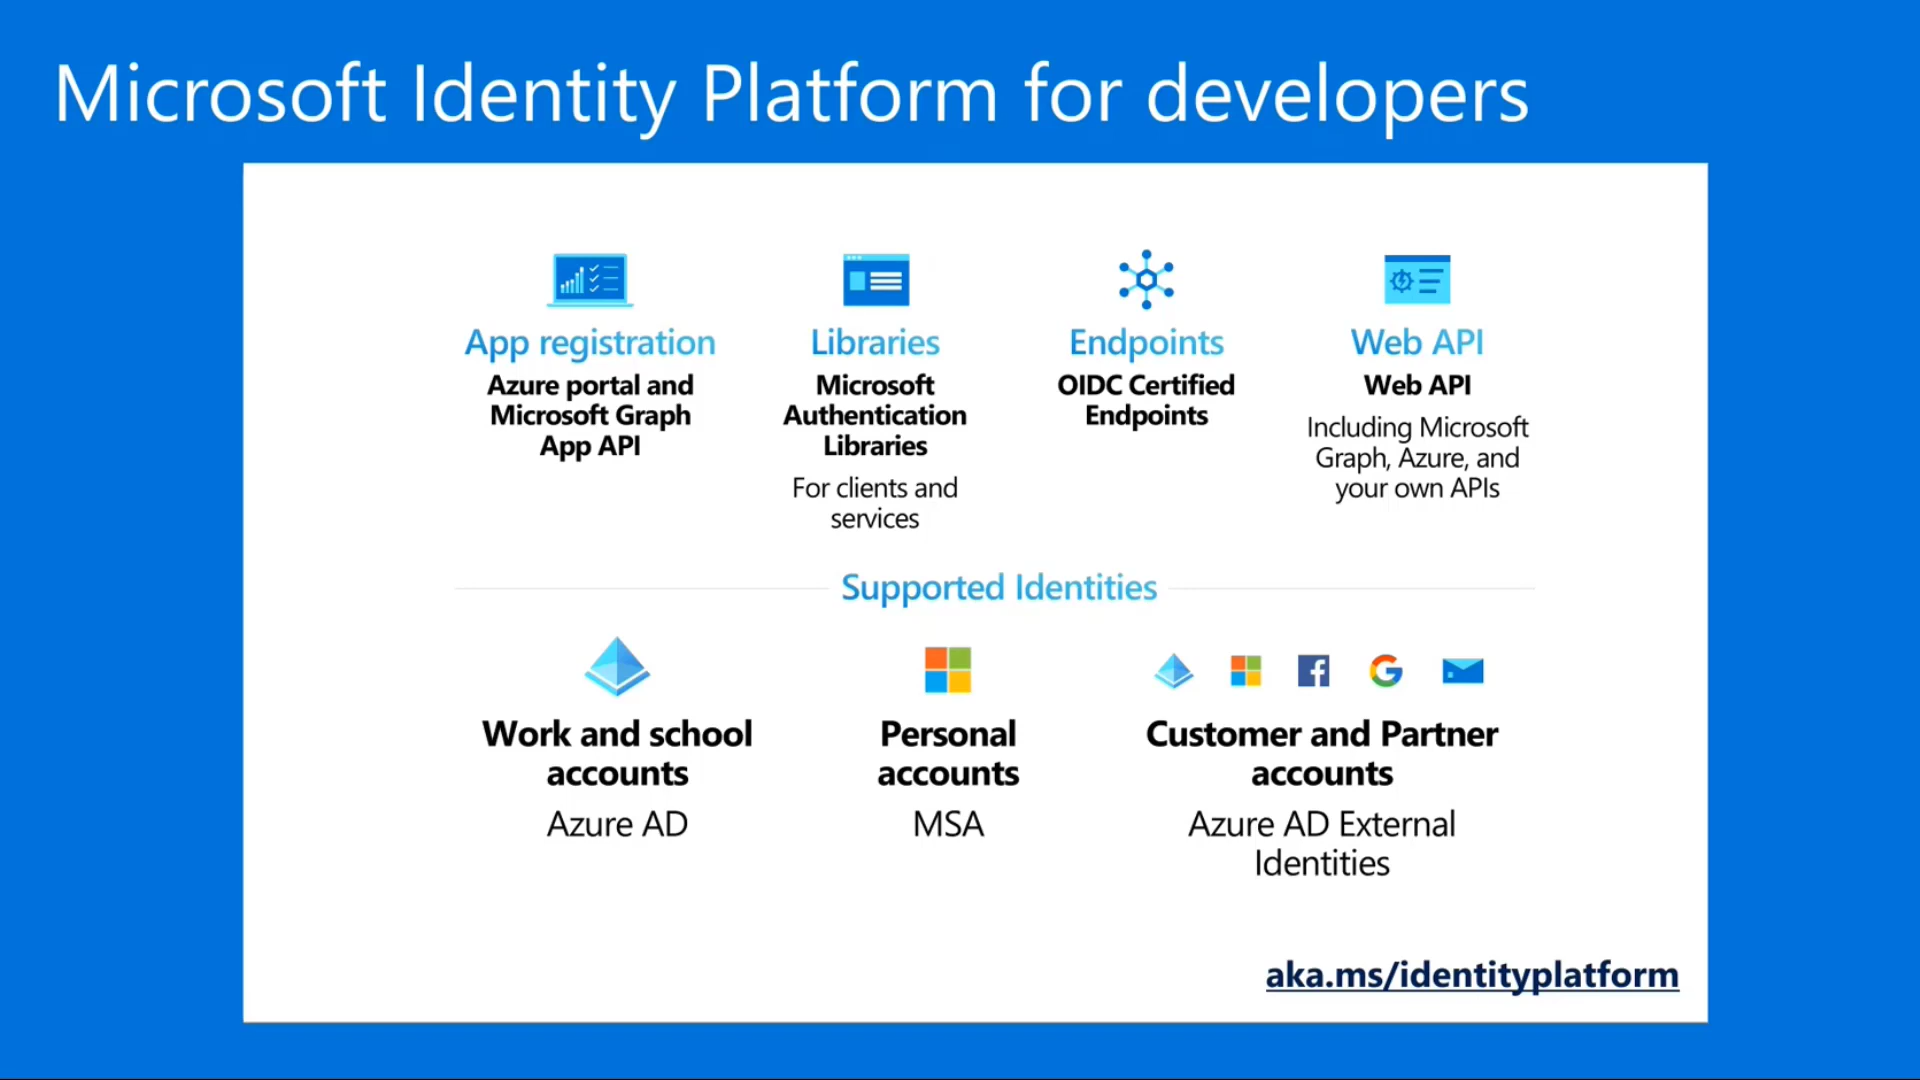 Microsoft Identity Platform for developers
App registration
Azure portal and
Microsoft Graph
App API
Libraries
Microsoft
Authentication
Libraries
For clients and
services
Endpoints
OIDC Certified
Endpoints
Web API
Web API
Including Microsoft
Graph, Azure, and
your own APIs
Supported Identities
Work and school
accounts
Azure AD
Personal
accounts
MSA
Customer and Partner
accounts
Azure AD External
Identities
aka.ms/identityplatform